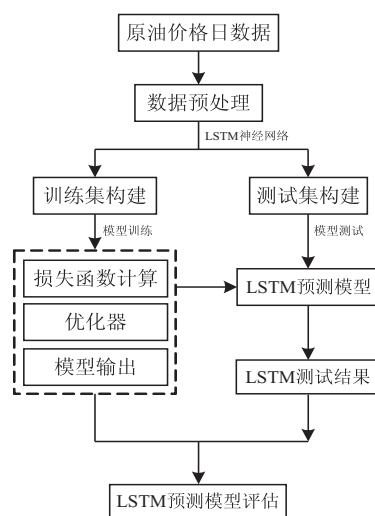 原油价格日数据
数据预处理
LSTM神经网络
训练集构建
测试集构建
模型训练
模型测试
损失函数计算
LSTM预测模型
优化器
模型输出
LSTM测试结果
LSTM预测模型评估